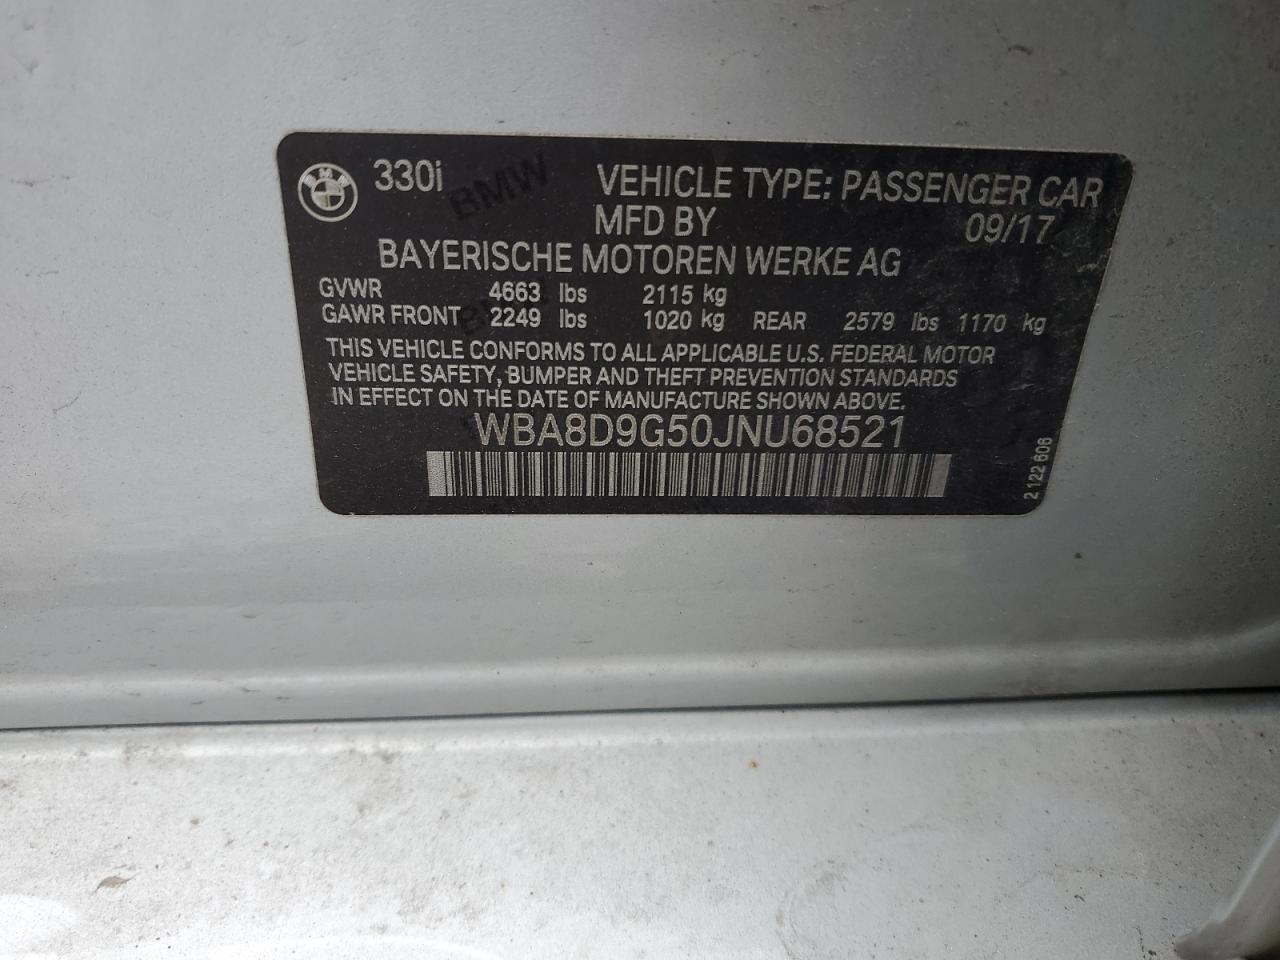 330i VEHICLE TYPE: PASSENGER CAR
MFD BY 09/17
BAYERISCHE MOTOREN WERKE AG
GVWR 4663 lbs 2115 kg
GAWR FRONT 2249 lbs 1020 kg REAR 2579 lbs 1170 kg
THIS VEHICLE CONFORMS TO ALL APPLICABLE U.S. FEDERAL MOTOR
VEHICLE SAFETY, BUMPER AND THEFT PREVENTION STANDARDS
IN EFFECT ON THE DATE OF MANUFACTURE SHOWN ABOVE.
WBA8D9G50JNU68521
2 122 606
BMW
BMW